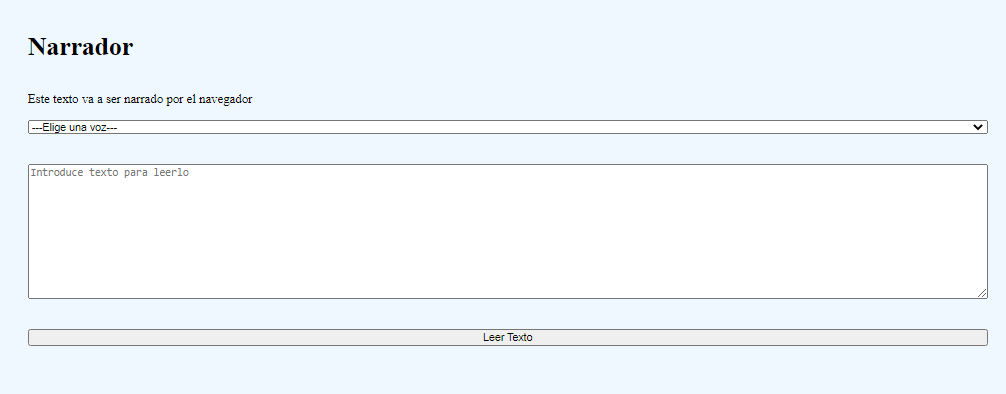 Narrador
Este texto va a ser narrado por el navegador
---Elige una voz---
Introduce texto para leerlo
Leer Texto